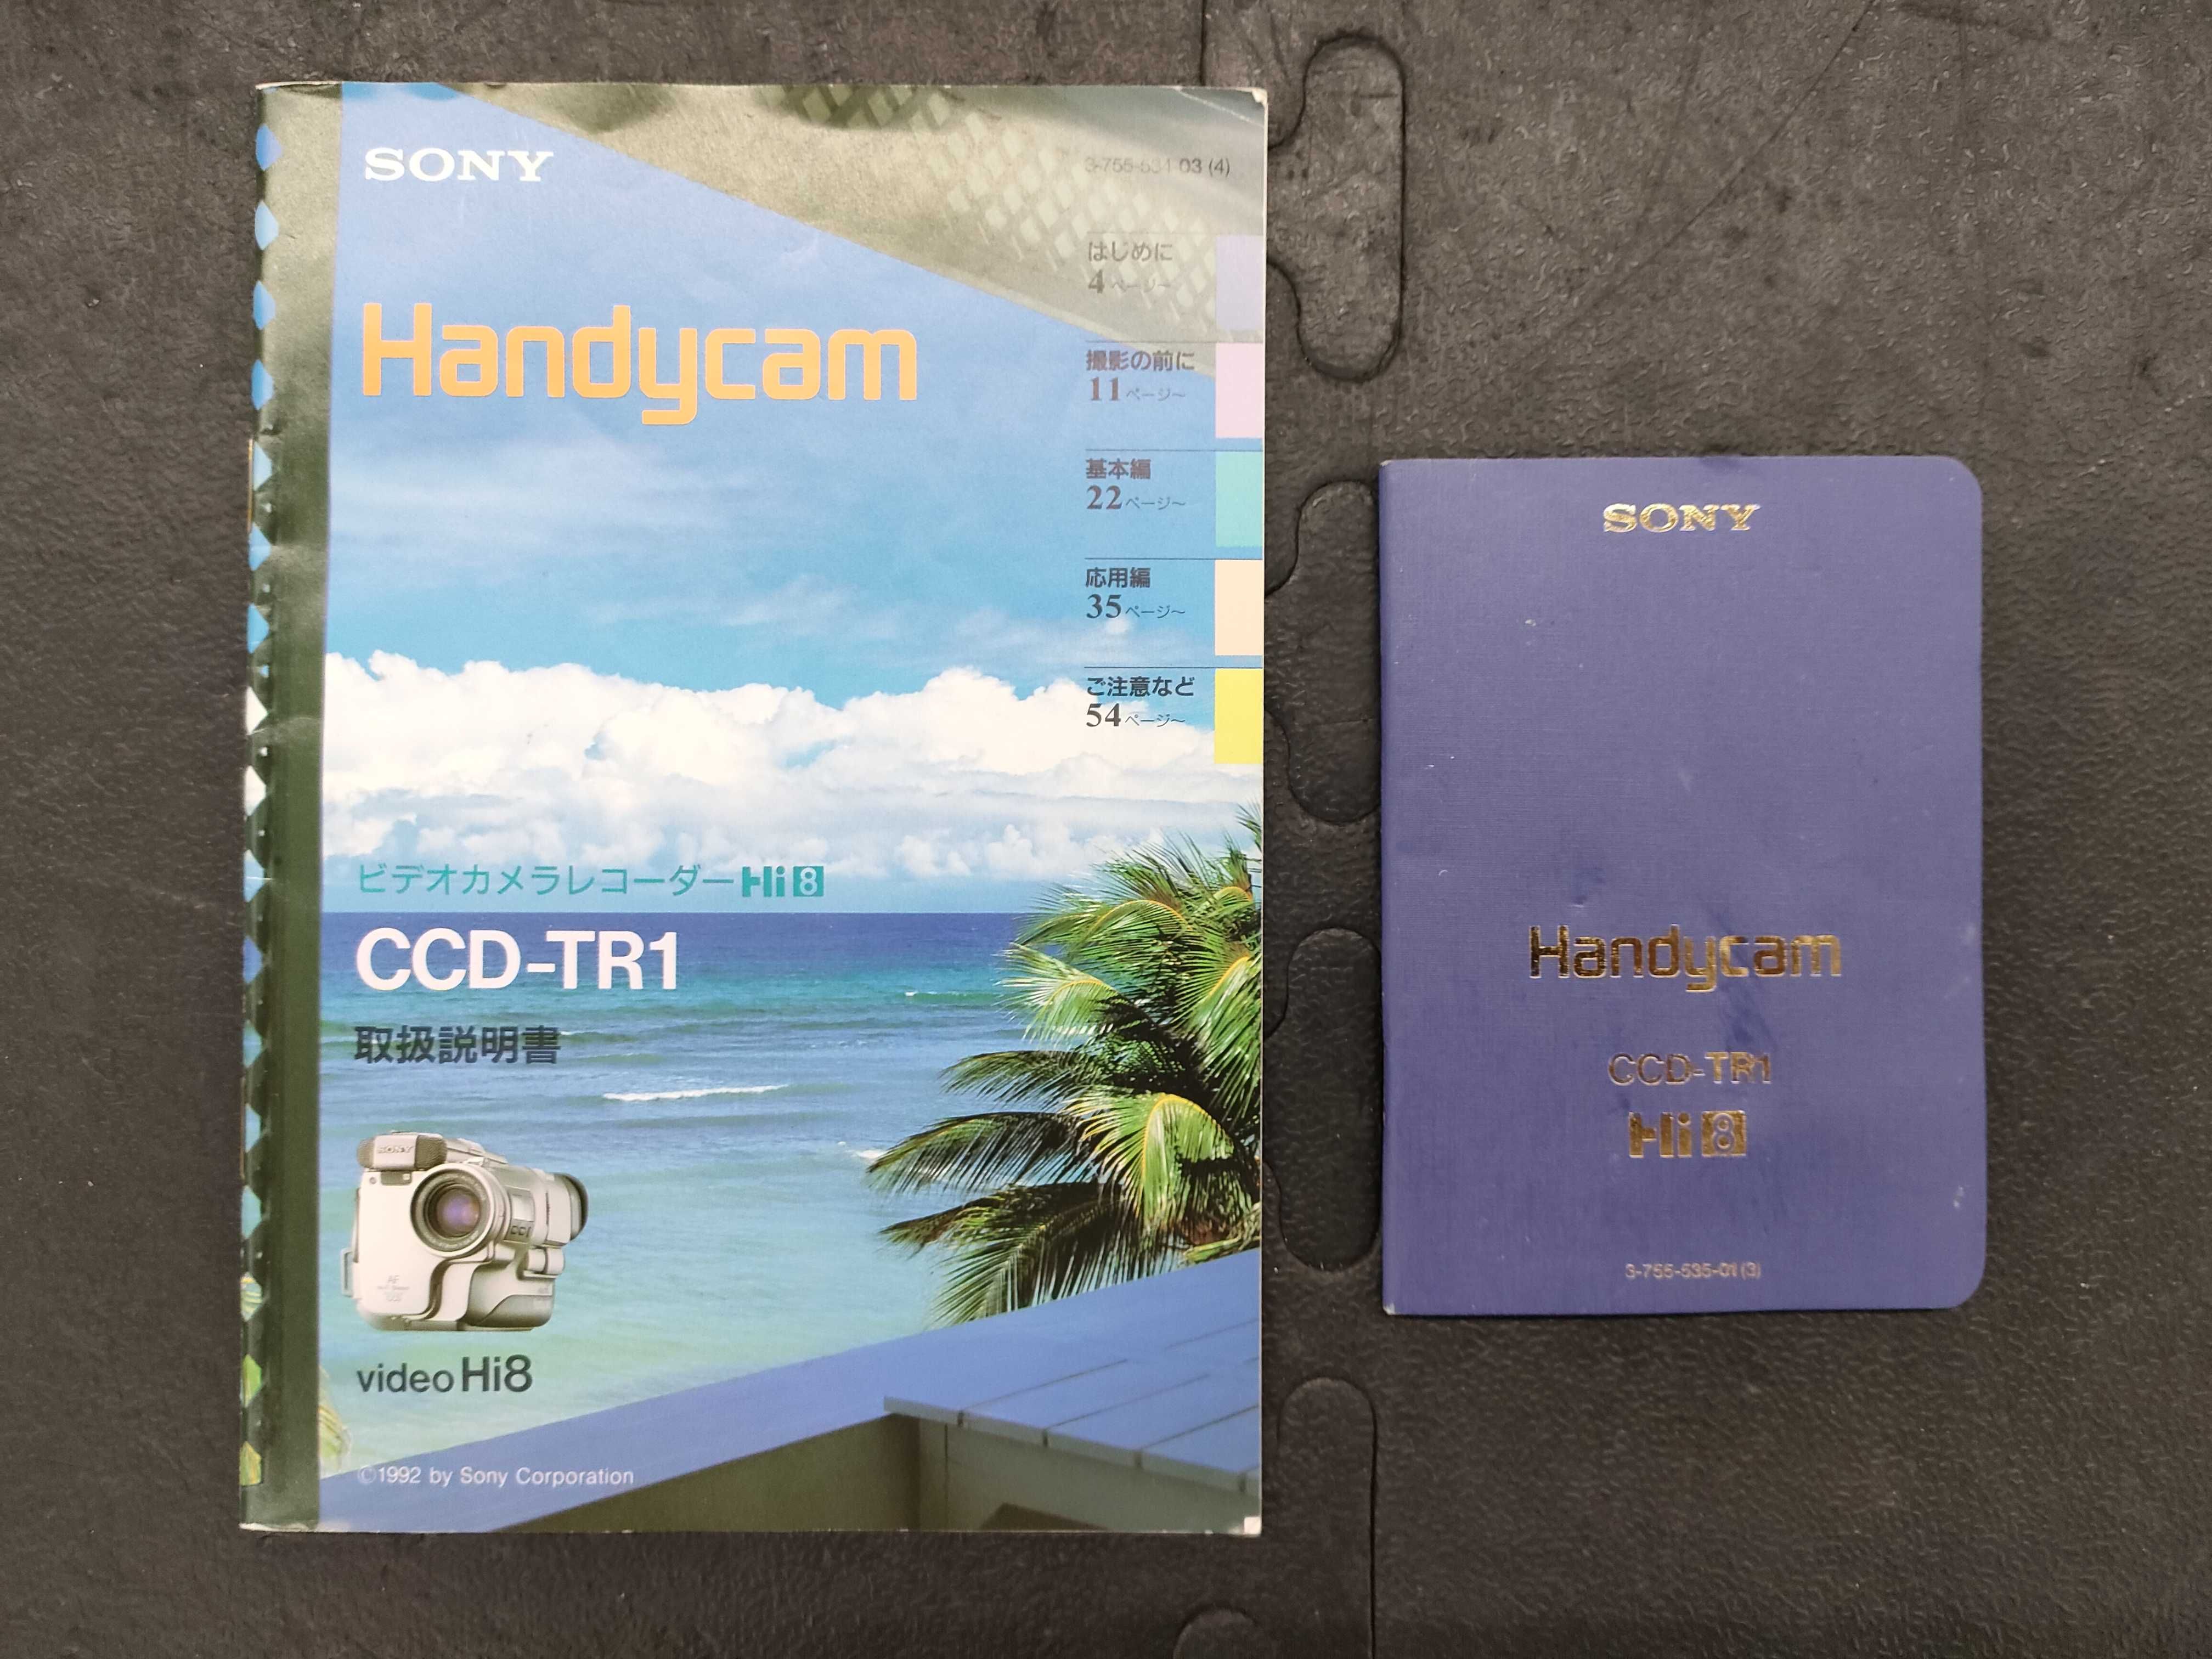 SONY
3-755-534-03 (4)
はじめに
4ページ〜
Handycam
撮影の前に
11ページ〜
基本編
22ページ〜
応用編
35ページ〜
ご注意など
54ページ〜
ビデオカメラレコーダー Hi8
CCD-TR1
取扱説明書
SONY
video Hi8
©1992 by Sony Corporation
SONY
Handycam
CCD-TR1
Hi8
3-755-535-01 (3)